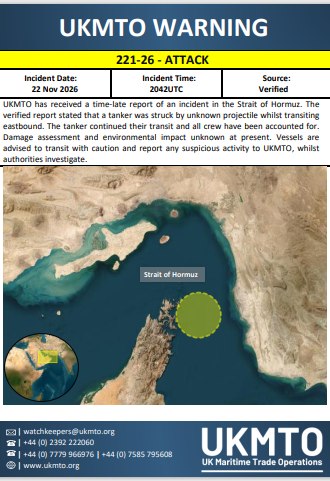 UKMTO WARNING
221-26 - ATTACK
Incident Date:
22 Nov 2026
Incident Time:
2042UTC
Source:
Verified
UKMTO has received a time-late report of an incident in the Strait of Hormuz. The
verified report stated that a tanker was struck by unknown projectile whilst transiting
eastbound. The tanker continued their transit and all crew have been accounted for.
Damage assessment and environmental impact unknown at present. Vessels are
advised to transit with caution and report any suspicious activity to UKMTO, whilst
authorities investigate.
Strait of Hormuz
| watchkeepers@ukmto.org
| +44 (0) 2392 222060
| +44 (0) 7779 966976 | +44 (0) 7585 795608
| www.ukmto.org
UKMTO
UK Maritime Trade Operations